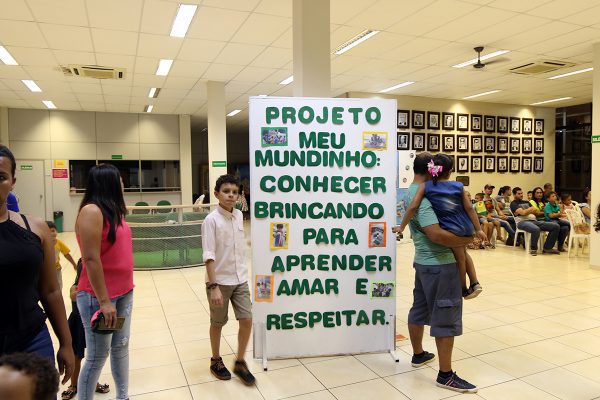 PROJETO
MEU
MUNDINHO:
CONHECER
BRINCANDO
PARA
APRENDER
AMAR E
RESPEITAR.